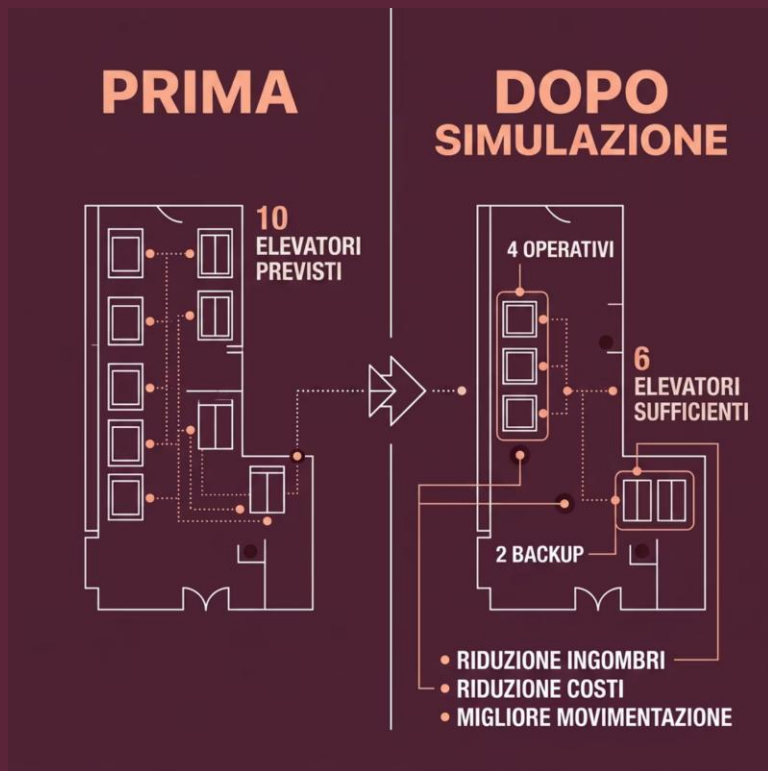 PRIMA
10
ELEVATORI
PREVISTI
DOPO
SIMULAZIONE
4 OPERATIVI
6
ELEVATORI
SUFFICIENTI
2 BACKUP
• RIDUZIONE INGOMBRI
• RIDUZIONE COSTI
• MIGLIORE MOVIMENTAZIONE